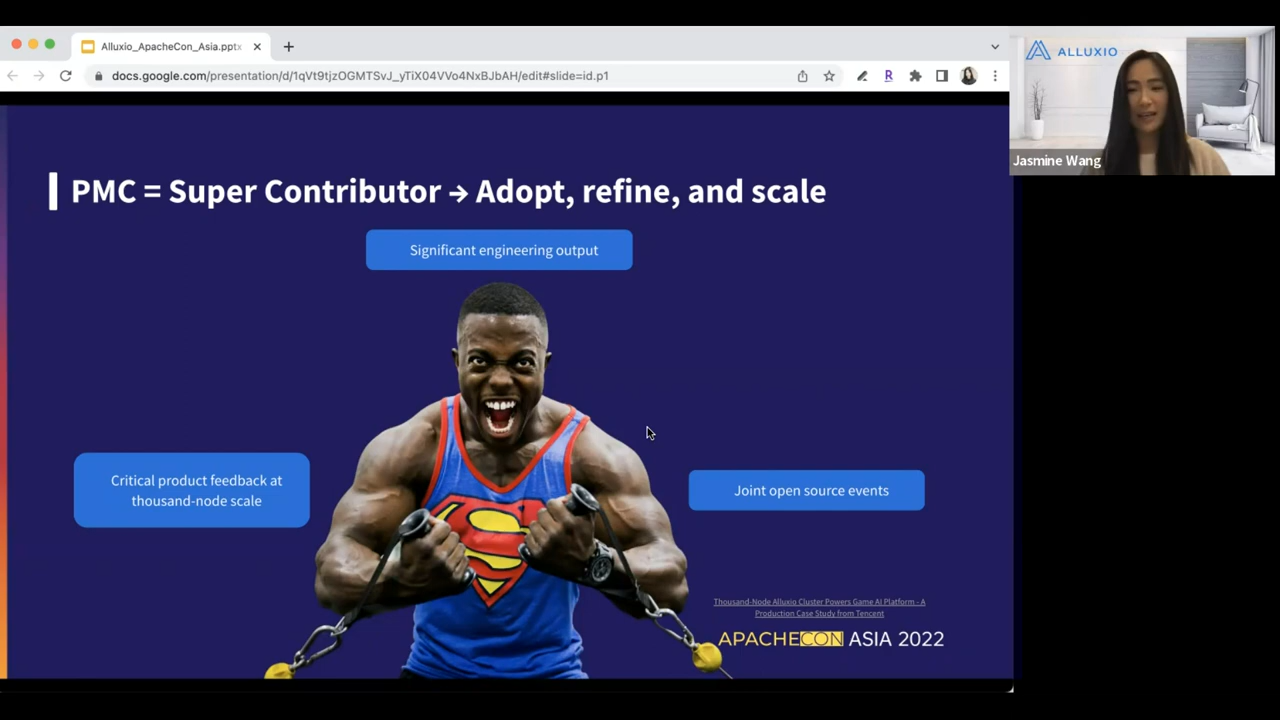 Alluxio_ApacheCon_Asia.pptx
docs.google.com/presentation/d/1qVt9tjzOGMTSvJ_yTiX04VVo4NxBJbAH/edit#slide=id.p1
R
ALLUXIO
Jasmine Wang
PMC = Super Contributor → Adopt, refine, and scale
Significant engineering output
Critical product feedback at
thousand-node scale
Joint open source events
S
Thousand-Node Alluxio Cluster Powers Game AI Platform - A
Production Case Study from Tencent
APACHECON ASIA 2022